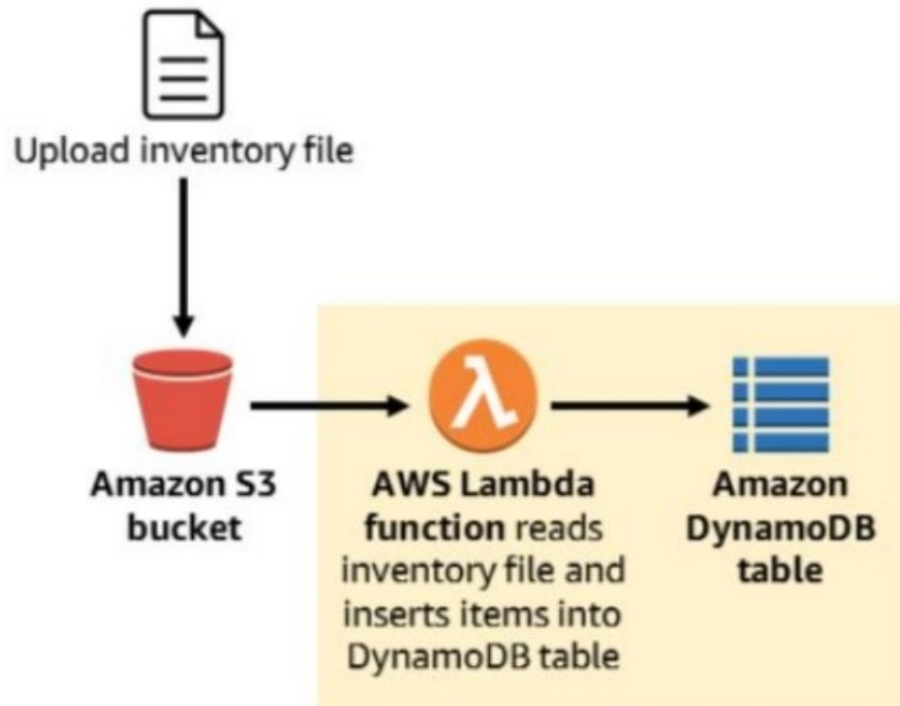 Upload inventory file
Amazon S3
bucket
AWS Lambda
function reads
inventory file and
inserts items into
DynamoDB table
Amazon
DynamoDB
table